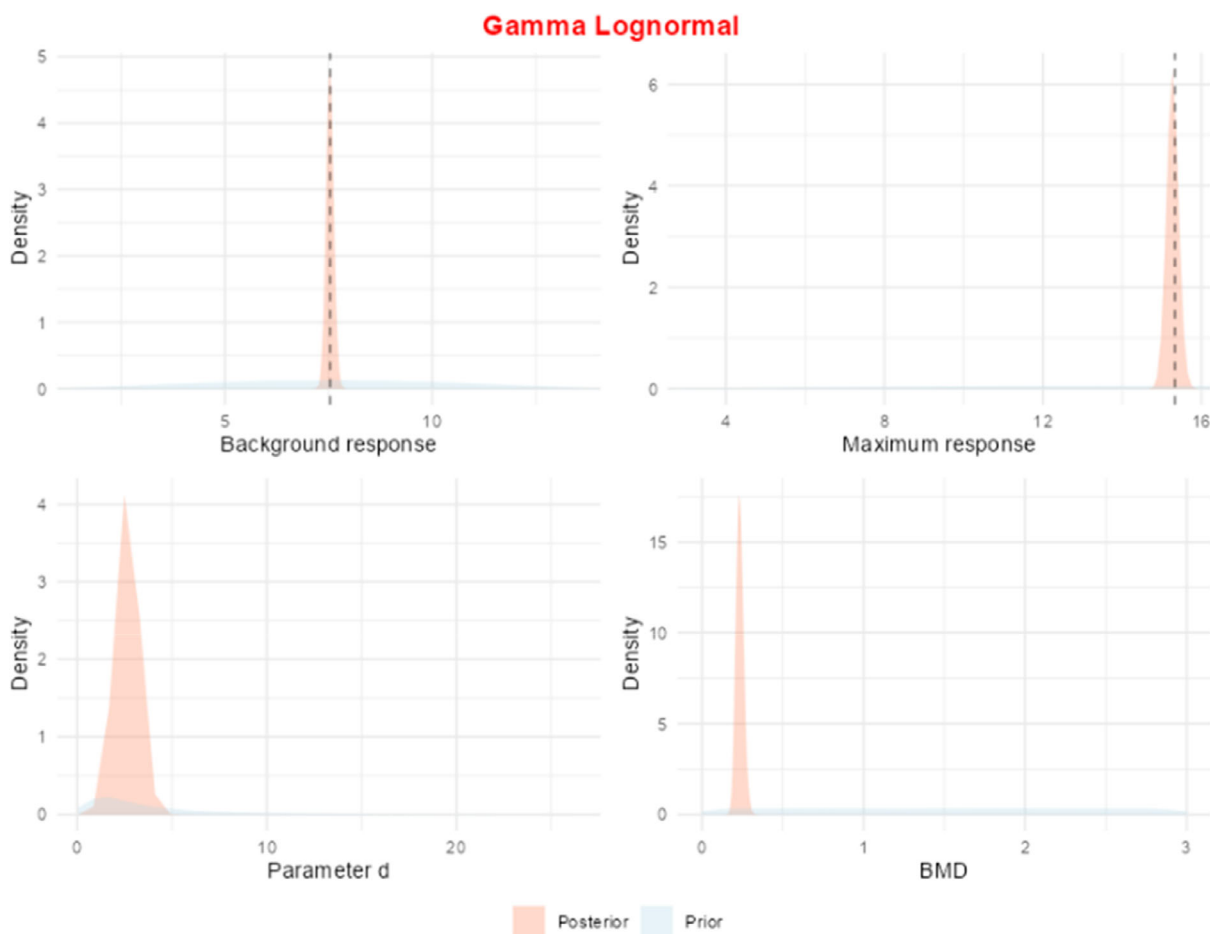 Gamma Lognormal
5
4
3
2
1
0
Density
5
10
Background response
6
4
2
0
Density
4
8
12
16
Maximum response
4
3
2
1
0
Density
0
10
20
Parameter d
15
10
5
0
Density
0
1
2
3
BMD
Posterior
Prior